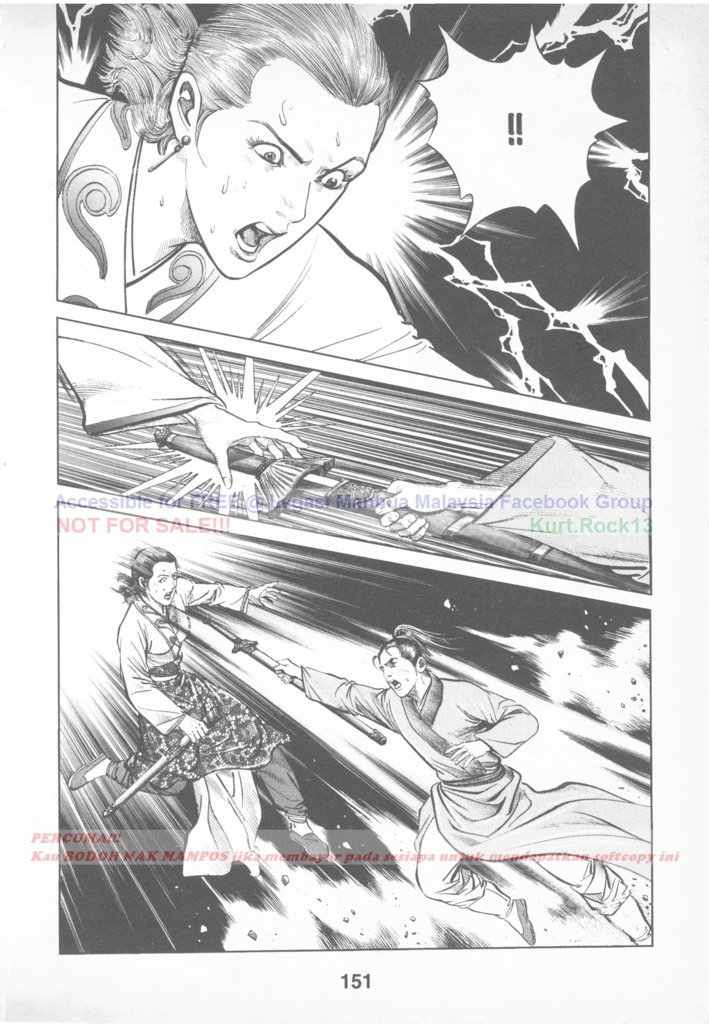 !!
Accessible for FREE @ Legasi Manhua Malaysia Facebook Group
NOT FOR SALE!!! Kurt.Rock13
PERCUMA!!!
Kau BODOH NAK MAMPOS jika membayar pada sesiapa untuk mendapatkan softcopy ini
151